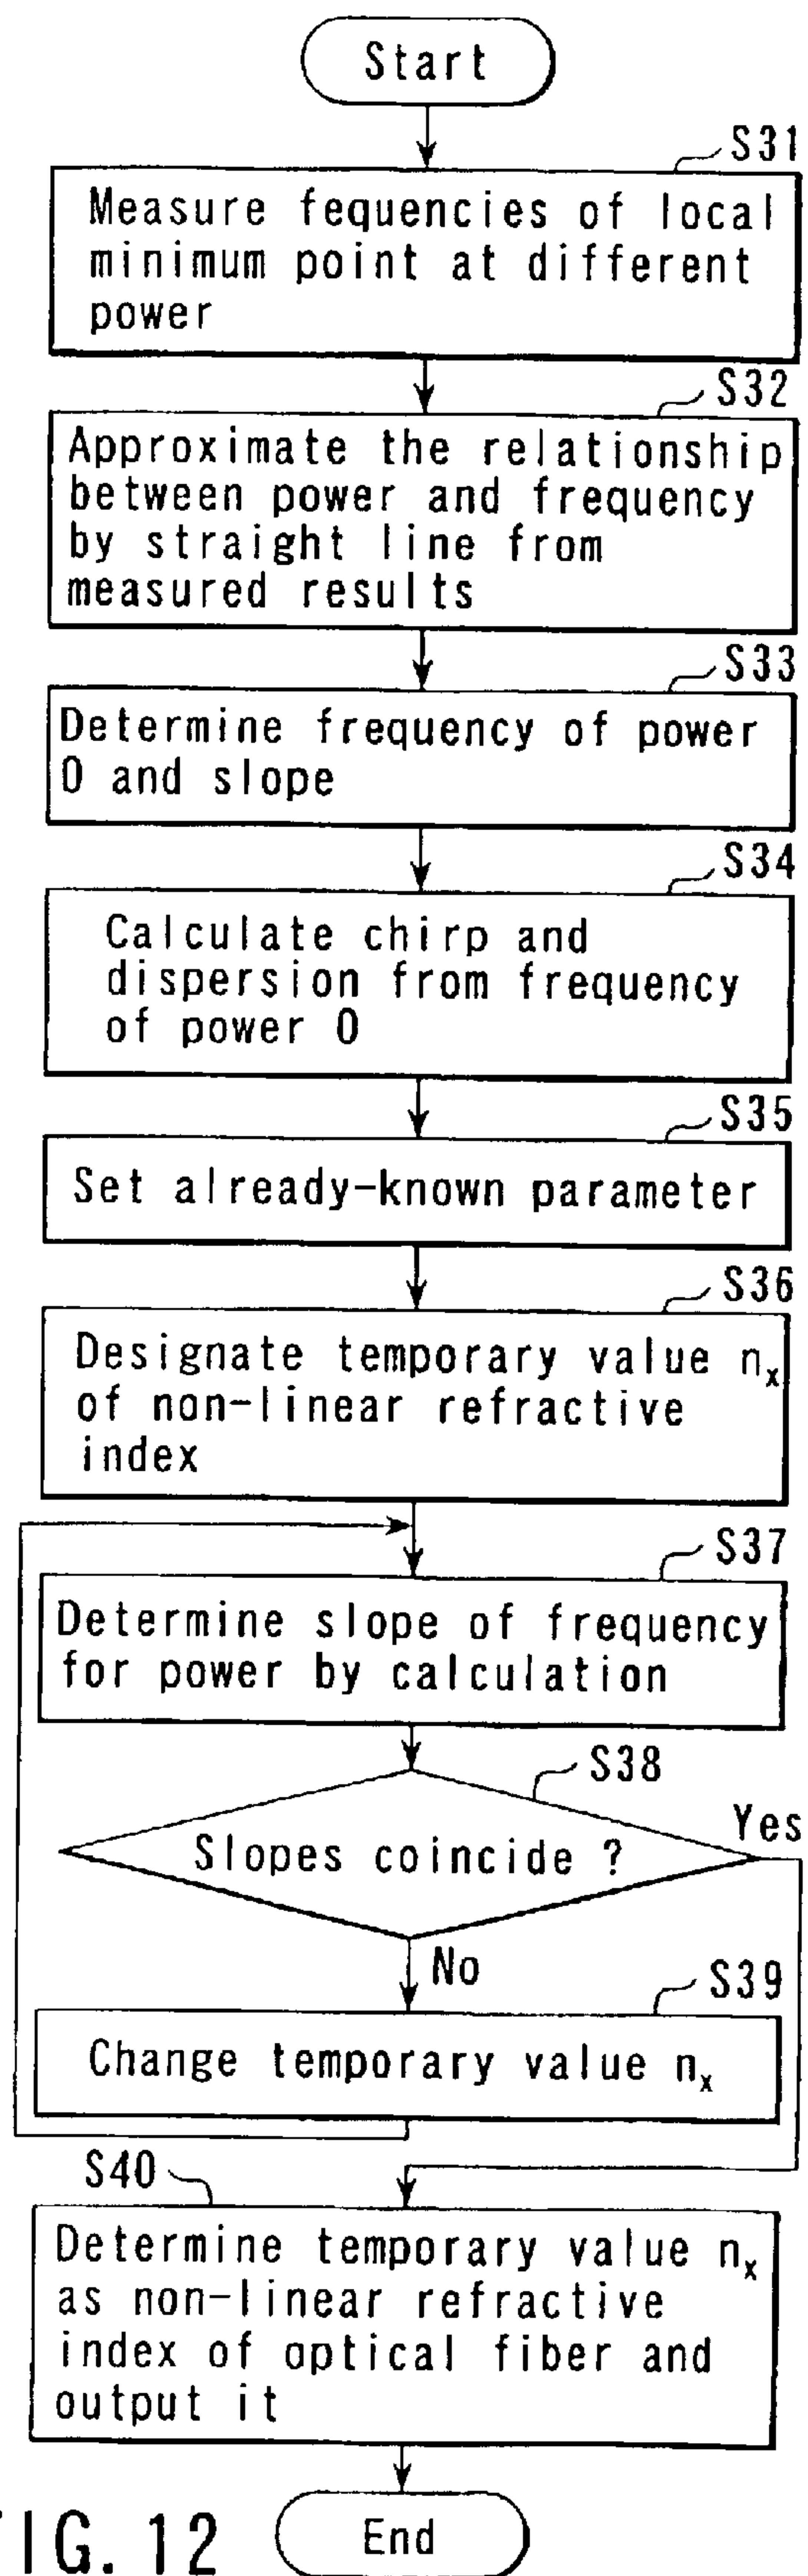 Start
S31
Measure fequencies of local
minimum point at different
power
S32
Approximate the relationship
between power and frequency
by straight line from
measured results
S33
Determine frequency of power
0 and slope
S34
Calculate chirp and
dispersion from frequency
of power 0
S35
Set already-known parameter
S36
Designate temporary value nx
of non-linear refractive
index
S37
Determine slope of frequency
for power by calculation
S38
Slopes coincide ?
Yes
No
S39
Change temporary value nx
S40
Determine temporary value nx
as non-linear refractive
index of optical fiber and
output it
End
IG. 12